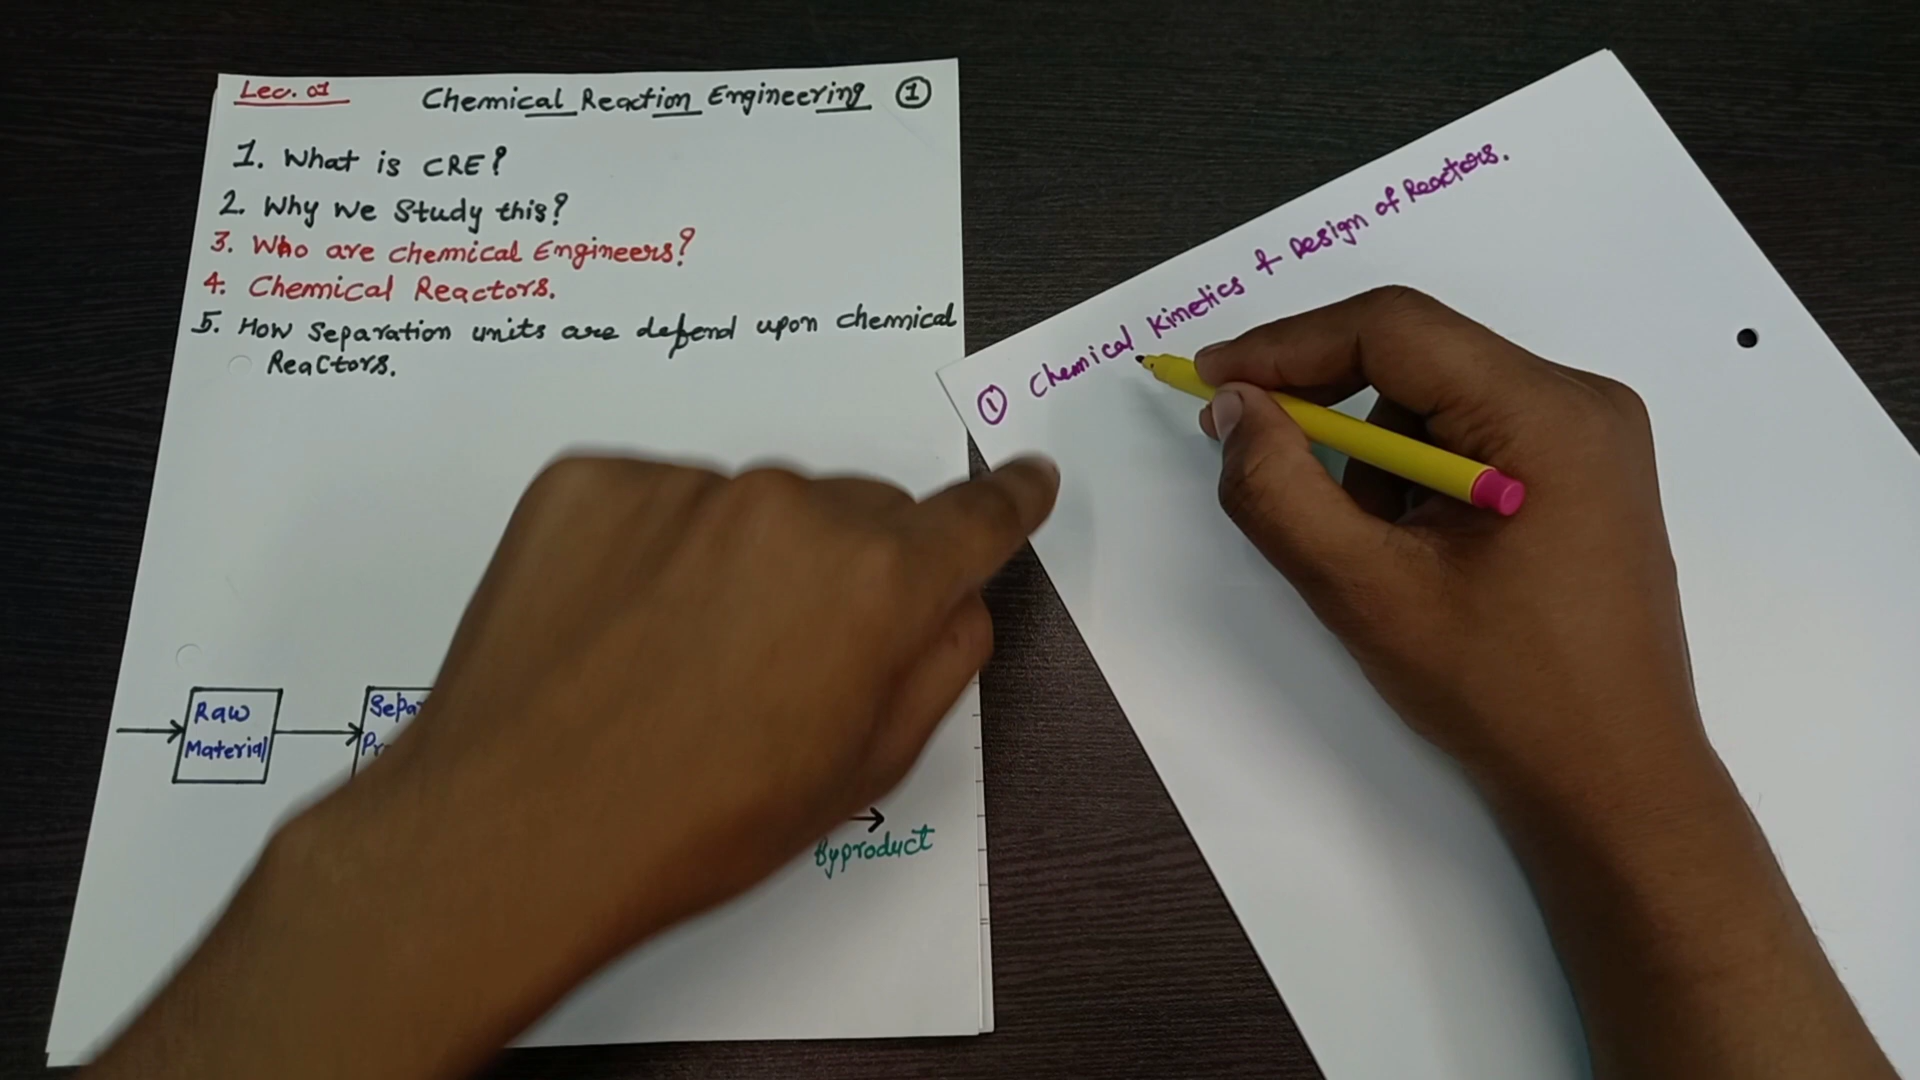 Lec. 01
Chemical Reaction Engineering ①
1. What is CRE?
2. Why we Study this?
3. Who are chemical Engineers?
4. Chemical Reactors.
5. How Separation units are depend upon chemical
Reactors.
Raw
Material
Byproduct
① Chemical Kinetics & Design of Reactors.